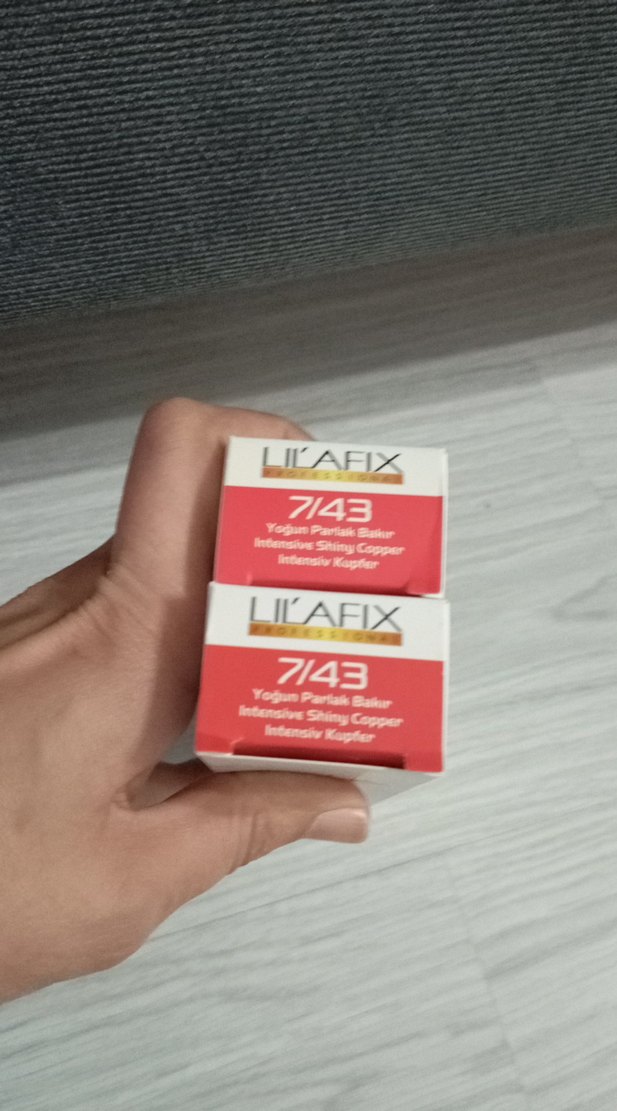 LIL'AFIX
PROFESSIONAL
7/43
Yoğun Parlak Bakır
Intensive Shiny Copper
Intensiv Kupfer
LIL'AFIX
PROFESSIONAL
7/43
Yoğun Parlak Bakır
Intensive Shiny Copper
Intensiv Kupfer